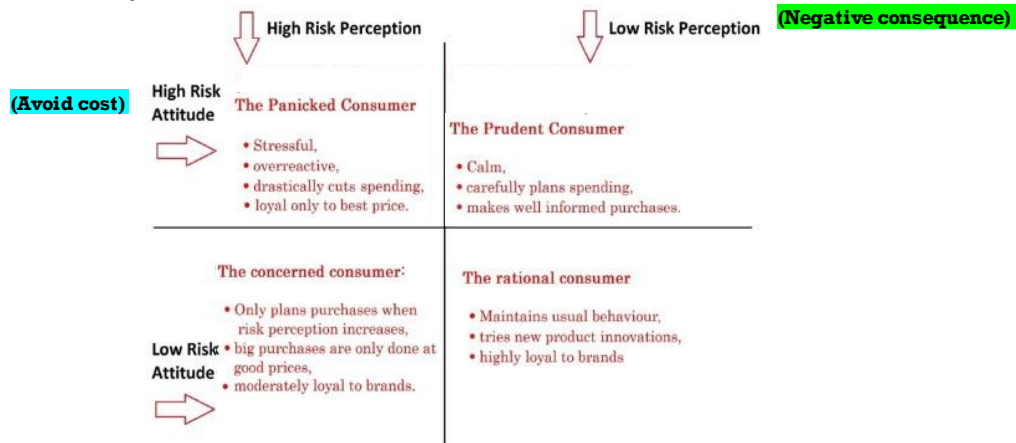 High Risk Perception
Low Risk Perception
(Negative consequence)
(Avoid cost)
High Risk
Attitude
The Panicked Consumer
• Stressful,
• overreactive,
• drastically cuts spending,
• loyal only to best price.
The Prudent Consumer
• Calm,
• carefully plans spending,
• makes well informed purchases.
Low Risk
Attitude
The concerned consumer:
• Only plans purchases when
risk perception increases,
• big purchases are only done at
good prices,
• moderately loyal to brands.
The rational consumer
• Maintains usual behaviour,
• tries new product innovations,
• highly loyal to brands